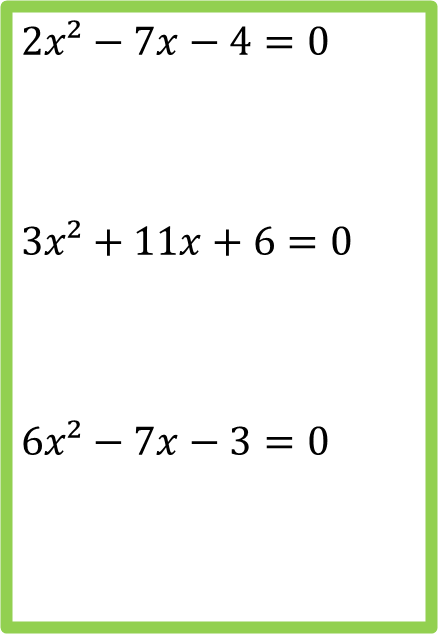 2x² − 7x − 4 = 0
3x² + 11x + 6 = 0
6x² − 7x − 3 = 0